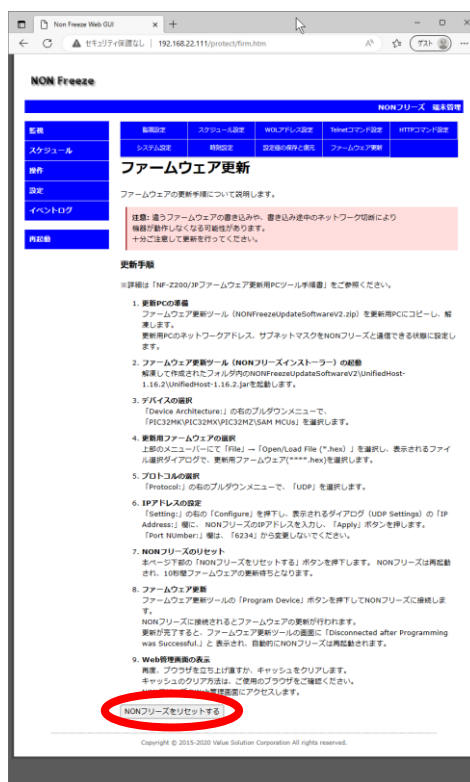 Non Freeze Web GUI
セキュリティ保護なし | 192.168.22.111/protect/firm.htm
ゲスト
NON Freeze
NONフリーズ 端末管理
監視
スケジュール
操作
設定
イベントログ
再起動
監視設定 スケジュール設定 WOLアドレス設定 Telnetコマンド設定 HTTPコマンド設定
システム設定 時刻設定 設定値の保存と復元 ファームウェア更新
ファームウェア更新
ファームウェアの更新手順について説明します。
注意: 違うファームウェアの書き込みや、書き込み途中のネットワーク切断により
機器が動作しなくなる可能性があります。
十分ご注意して更新を行ってください。
更新手順
※詳細は「NF-Z200/JPファームウェア更新用PCツール手順書」をご参照ください。
1. 更新PCの準備
ファームウェア更新ツール（NONFreezeUpdateSoftwareV2.zip）を更新用PCにコピーし、解
凍します。
更新用PCのネットワークアドレス、サブネットマスクをNONフリーズと通信できる状態に設定し
ます。
2. ファームウェア更新ツール（NONフリーズインストーラー）の起動
解凍して作成されたフォルダ内のNONFreezeUpdateSoftwareV2\UnifiedHost-
1.16.2\UnifiedHost-1.16.2.jarを起動します。
3. デバイスの選択
「Device Architecture:」の右のプルダウンメニューで、
「PIC32MK\PIC32MX\PIC32MZ\SAM MCUs」を選択します。
4. 更新用ファームウェアの選択
上部のメニューバーにて「File」→「Open/Load File (*.hex) 」を選択し、表示されるファイ
ル選択ダイアログで、更新用ファームウェア(****.hex)を選択します。
5. プロトコルの選択
「Protocol:」の右のプルダウンメニューで、「UDP」を選択します。
6. IPアドレスの設定
「Setting:」の右の「Configure」を押下し、表示されるダイアログ（UDP Settings）の「IP
Address:」欄に、 NONフリーズのIPアドレスを入力し、「Apply」ボタンを押します。
「Port NUmber:」欄は、「6234」から変更しないでください。
7. NONフリーズのリセット
本ページ下部の「NONフリーズをリセットする」ボタンを押下します。 NONフリーズは再起動
され、10秒間ファームウェアの更新待ちとなります。
8. ファームウェア更新
ファームウェア更新ツールの「Program Device」ボタンを押下してNONフリーズに接続しま
す。
NONフリーズに接続されるとファームウェアの更新が行われます。
更新が完了すると、ファームウェア更新ツールの画面に「Disconnected after Programming
was Successful.」と 表示され、自動的にNONフリーズは再起動されます。
9. Web管理画面の表示
再度、ブラウザを立ち上げ直すか、キャッシュをクリアします。
キャッシュのクリア方法は、ご使用のブラウザをご確認ください。
管理画面にアクセスします。
NONフリーズをリセットする
Copyright © 2015-2020 Value Solution Corporation All rights reserved.